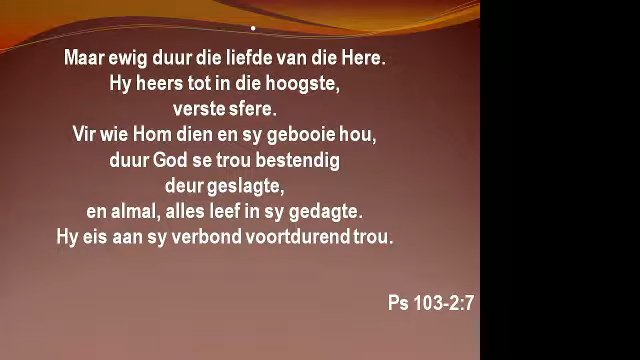 Maar ewig duur die liefde van die Here.
Hy heers tot in die hoogste,
verste sfere.
Vir wie Hom dien en sy gebooie hou,
duur God se trou bestendig
deur geslagte,
en almal, alles leef in sy gedagte.
Hy eis aan sy verbond voortdurend trou.
Ps 103-2:7